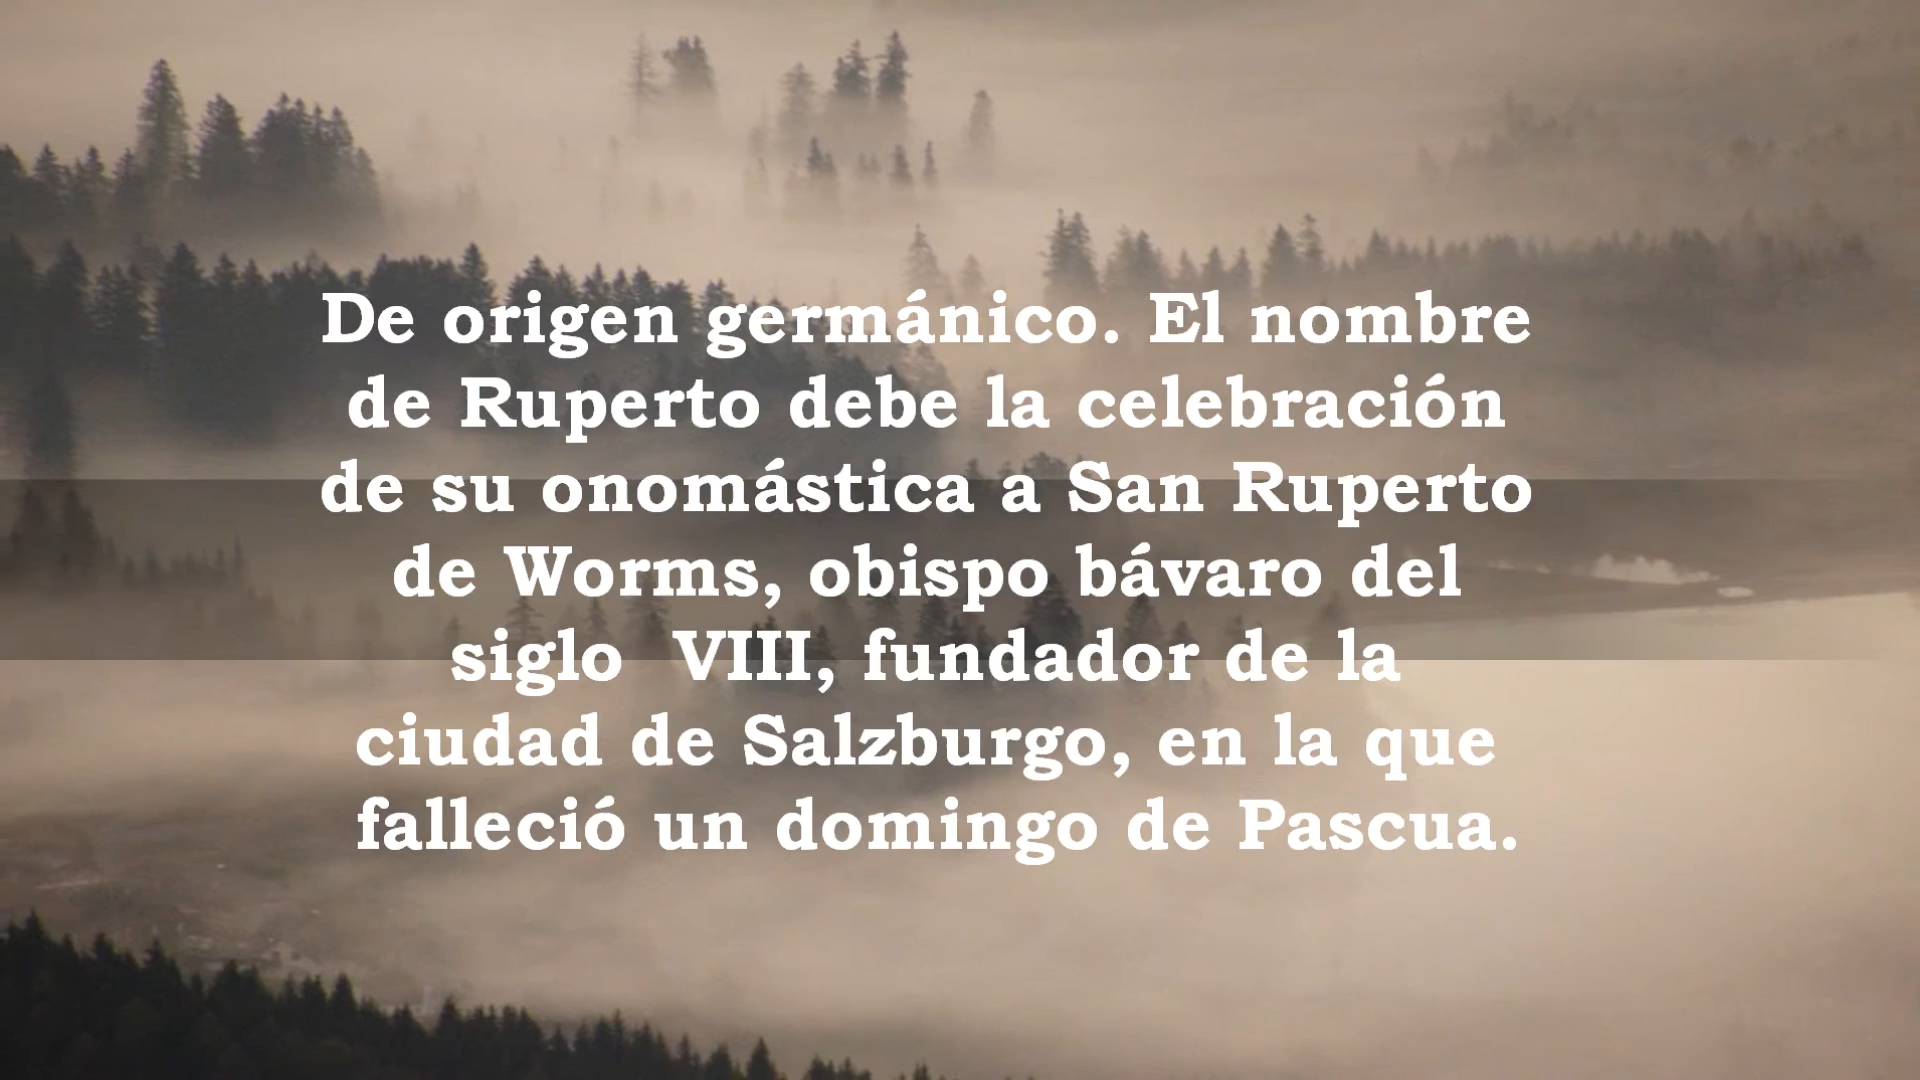 De origen germánico. El nombre
de Ruperto debe la celebración
de su onomástica a San Ruperto
de Worms, obispo bávaro del
siglo  VIII, fundador de la
ciudad de Salzburgo, en la que
falleció un domingo de Pascua.